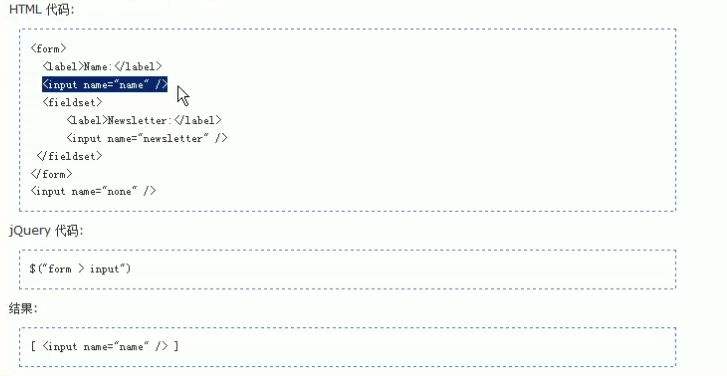 HTML 代码:
<form>
<label>Name:</label>
<input name="name" />
<fieldset>
<label>Newsletter:</label>
<input name="newsletter" />
</fieldset>
</form>
<input name="none" />
jQuery 代码:
$("form > input")
结果:
[ <input name="name" /> ]